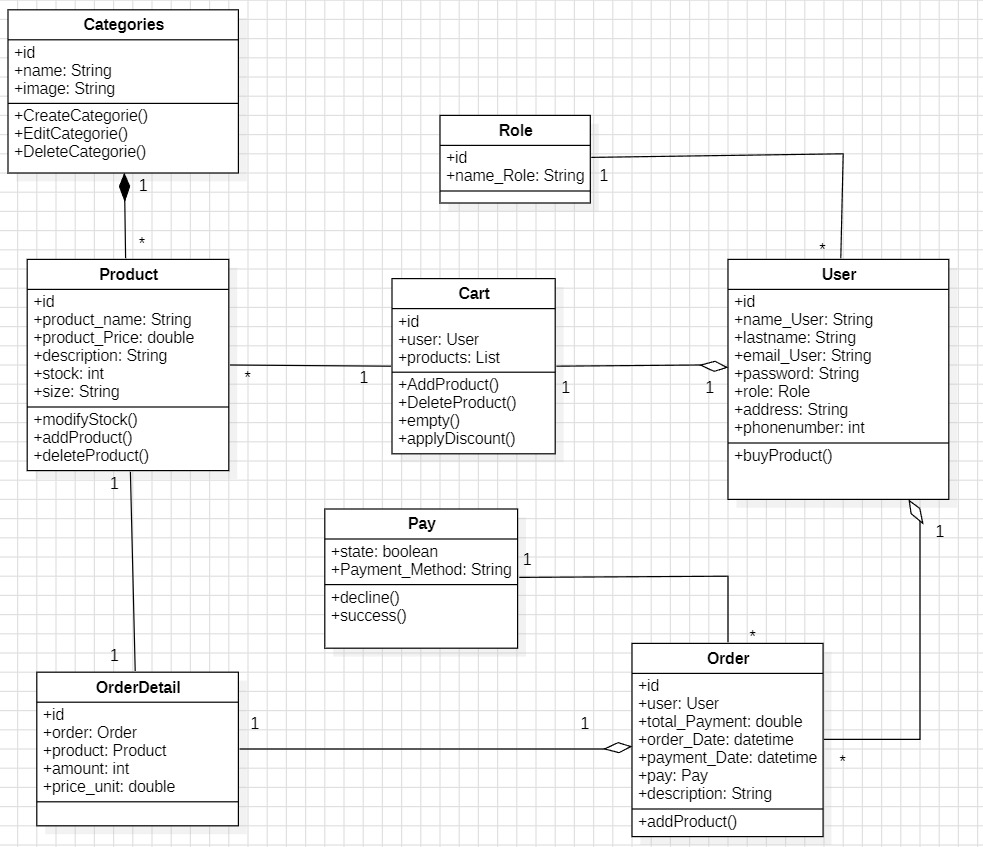 Categories
+id
+name: String
+image: String
+CreateCategorie()
+EditCategorie()
+DeleteCategorie()
1
*
Role
+id
+name_Role: String
1
*
Product
+id
+product_name: String
+product_Price: double
+description: String
+stock: int
+size: String
+modifyStock()
+addProduct()
+deleteProduct()
*
1
Cart
+id
+user: User
+products: List
+AddProduct()
+DeleteProduct()
+empty()
+applyDiscount()
1
1
User
+id
+name_User: String
+lastname: String
+email_User: String
+password: String
+role: Role
+address: String
+phonenumber: int
+buyProduct()
1
1
1
Pay
+state: boolean
+Payment_Method: String
+decline()
+success()
1
*
OrderDetail
+id
+order: Order
+product: Product
+amount: int
+price_unit: double
1
1
Order
+id
+user: User
+total_Payment: double
+order_Date: datetime
+payment_Date: datetime
+pay: Pay
+description: String
+addProduct()
*